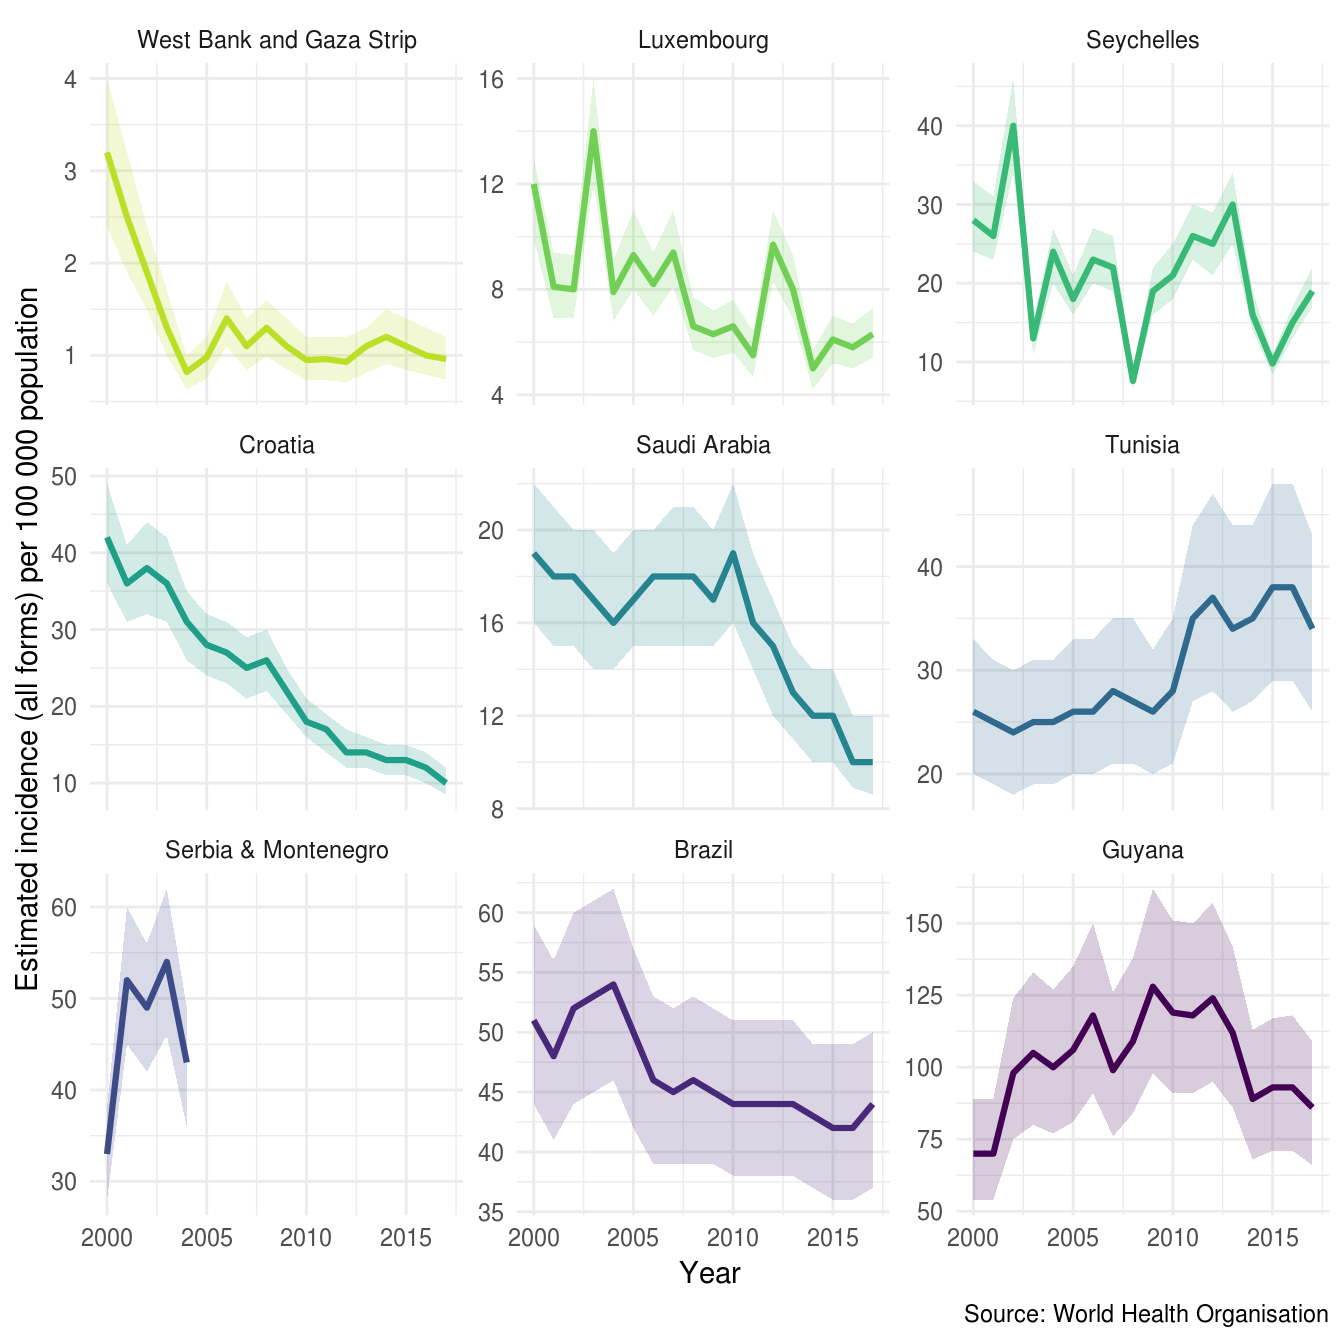 West Bank and Gaza Strip
Luxembourg
Seychelles
4
3
2
1
16
12
8
4
40
30
20
10
Estimated incidence (all forms) per 100 000 population
Croatia
Saudi Arabia
Tunisia
50
40
30
20
10
20
16
12
8
40
30
20
Serbia & Montenegro
Brazil
Guyana
60
50
40
30
60
55
50
45
40
35
150
125
100
75
50
2000 2005 2010 2015
2000 2005 2010 2015
2000 2005 2010 2015
Year
Source: World Health Organisation